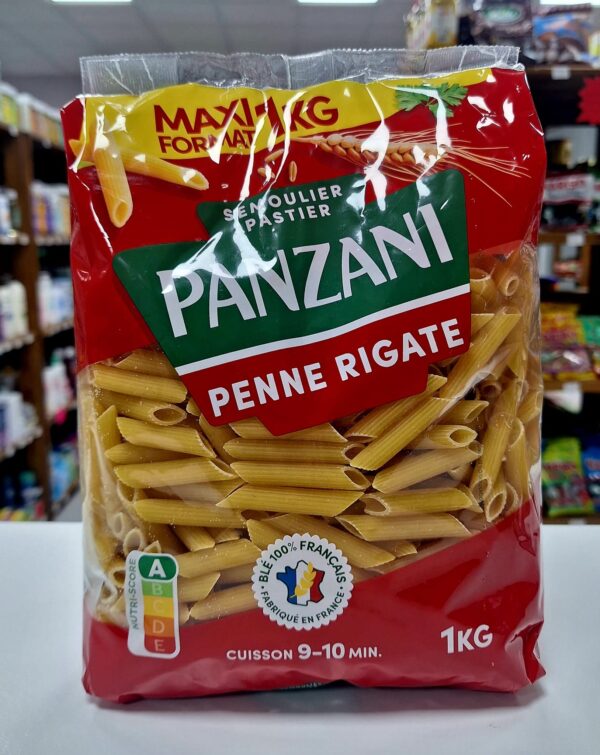 MAXI 1KG
FORMAT
SEMOULIER
PASTIER
PANZANI
PENNE RIGATE
BLÉ 100% FRANÇAIS
FABRIQUÉ EN FRANCE
NUTRI-SCORE
A
B
C
D
E
CUISSON 9-10 MIN.
1KG